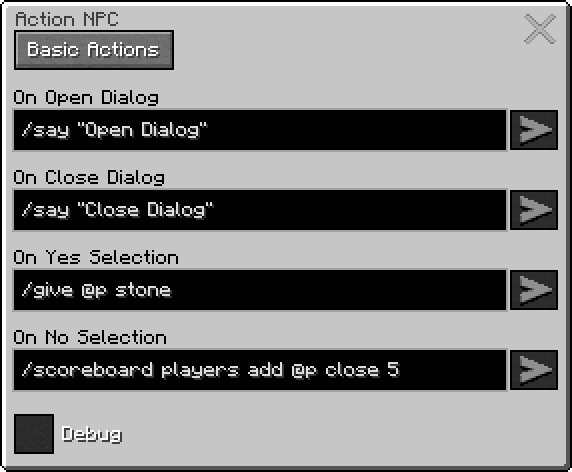 Action NPC
Basic Actions
On Open Dialog
/say "Open Dialog"
On Close Dialog
/say "Close Dialog"
On Yes Selection
/give @p stone
On No Selection
/scoreboard players add @p close 5
Debug